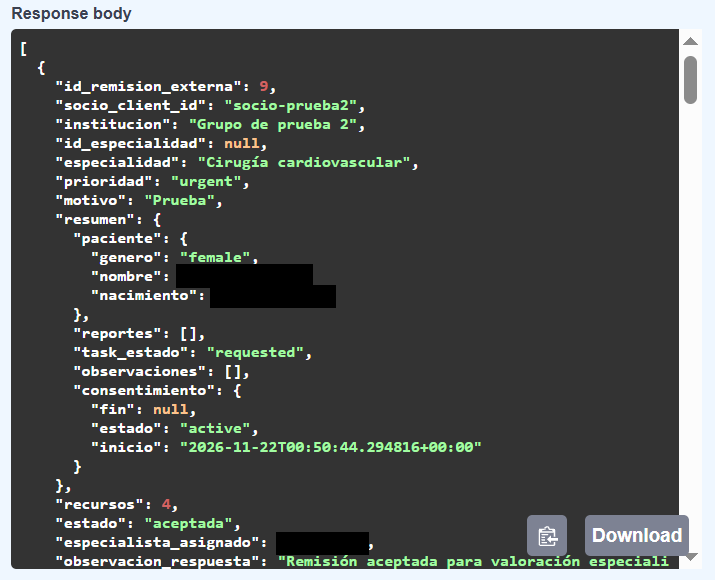 Response body
[
{
"id_remision_externa": 9,
"socio_client_id": "socio-prueba2",
"institucion": "Grupo de prueba 2",
"id_especialidad": null,
"especialidad": "Cirugía cardiovascular",
"prioridad": "urgent",
"motivo": "Prueba",
"resumen": {
"paciente": {
"genero": "female",
"nombre":
"nacimiento":
},
"reportes": [],
"task_estado": "requested",
"observaciones": [],
"consentimiento": {
"fin": null,
"estado": "active",
"inicio": "2026-11-22T00:50:44.294816+00:00"
}
},
"recursos": 4,
"estado": "aceptada",
"especialista_asignado": ,
"observacion_respuesta": "Remisión aceptada para valoración especiali
Download